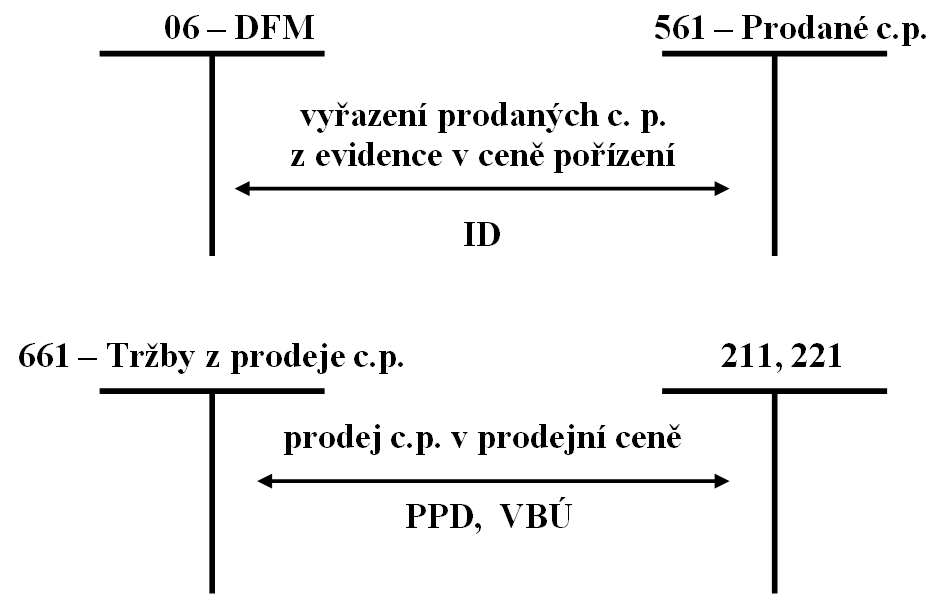 06 – DFM
561 – Prodané c.p.
vyřazení prodaných c. p.
z evidence v ceně pořízení
ID
661 – Tržby z prodeje c.p.
211, 221
prodej c.p. v prodejní ceně
PPD, VBÚ